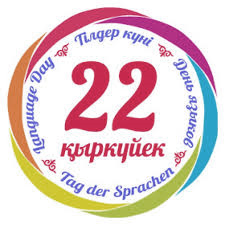 Тілдер күні
День языков
Tag der Sprachen
Language Day
22
қыркүйек